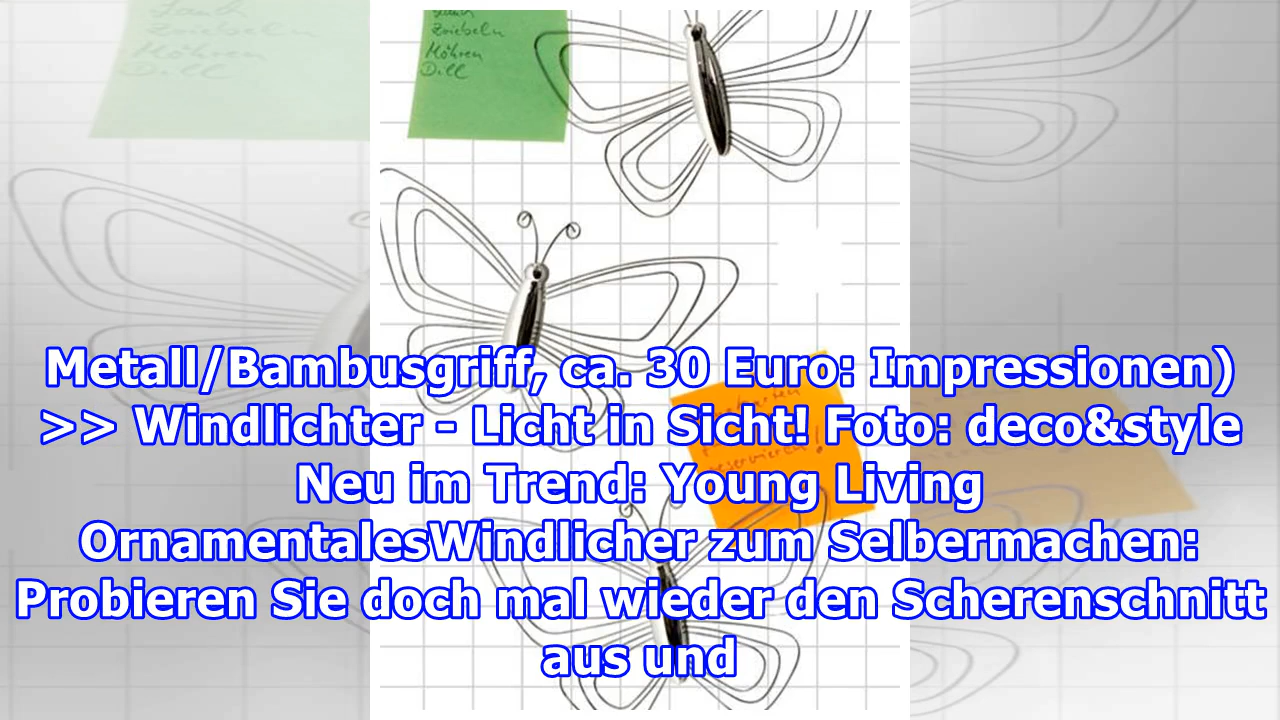 Zwiebeln
Möhren
Dill
Metall/Bambusgriff, ca. 30 Euro: Impressionen)
>> Windlichter - Licht in Sicht! Foto: deco&style
Neu im Trend: Young Living
OrnamentalesWindlicher zum Selbermachen:
Probieren Sie doch mal wieder den Scherenschnitt
aus und